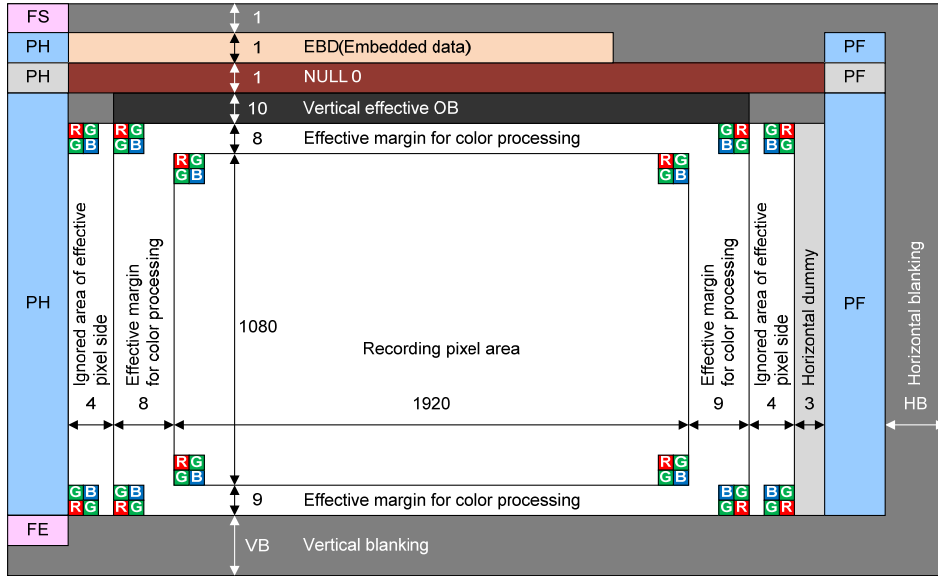 FS
1
PH
1
EBD(Embedded data)
PF
PH
1
NULL 0
PF
10
Vertical effective OB
R G
G B
R G
G B
8
Effective margin for color processing
G R
B G
G R
B G
R G
G B
R G
G B
PH
Ignored area of effective
pixel side
4
Effective margin
for color processing
8
1080
Recording pixel area
1920
Effective margin
for color processing
9
Ignored area of effective
pixel side
4
Horizontal dummy
3
PF
Horizontal blanking
HB
R G
G B
R G
G B
G B
R G
G B
R G
9
Effective margin for color processing
B G
G R
B G
G R
FE
VB
Vertical blanking